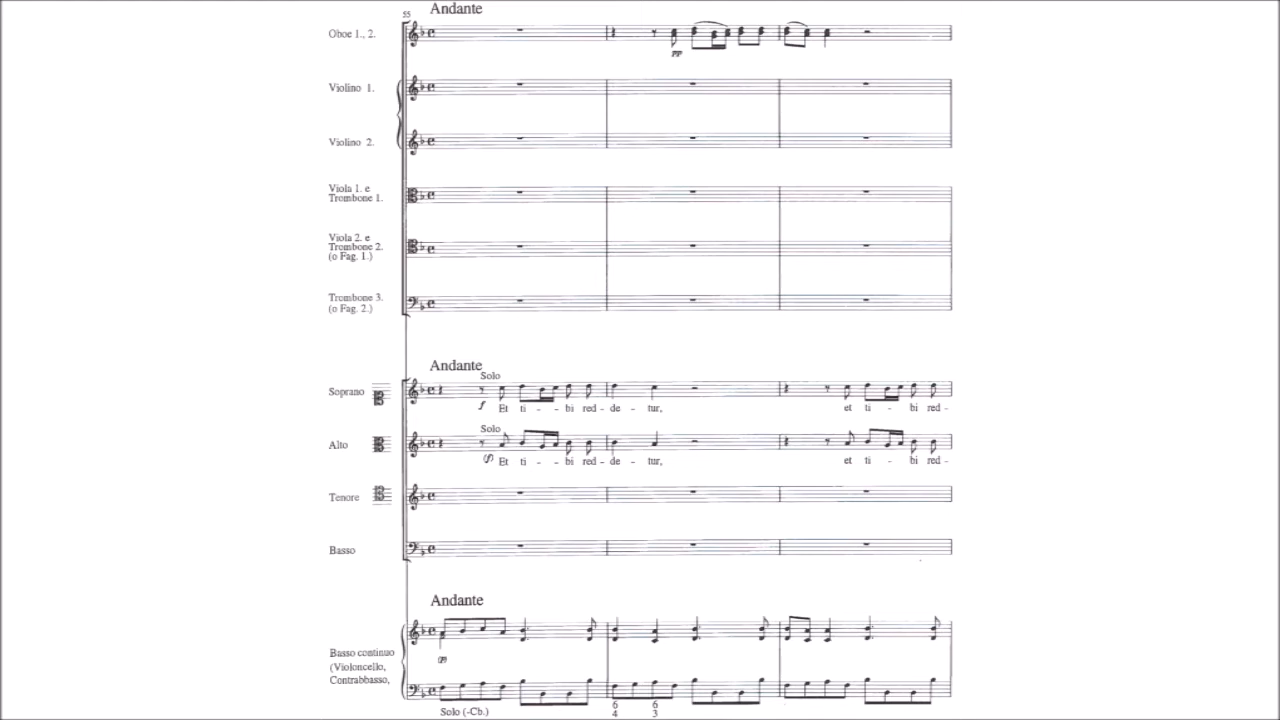 Andante
55
Oboe 1., 2.
pp
Violino 1.
Violino 2.
Viola 1. e
Trombone 1.
Viola 2. e
Trombone 2.
(o Fag. 1.)
Trombone 3.
(o Fag. 2.)
Andante
Solo
Soprano
f Et ti - - bi red - de - tur, et ti - bi red -
Solo
Alto
(f) Et ti - - bi red - de - tur, et ti - bi red -
Tenore
Basso
Andante
(p)
Basso continuo
(Violoncello,
Contrabbasso,
Solo (-Cb.) 6 6
4 3